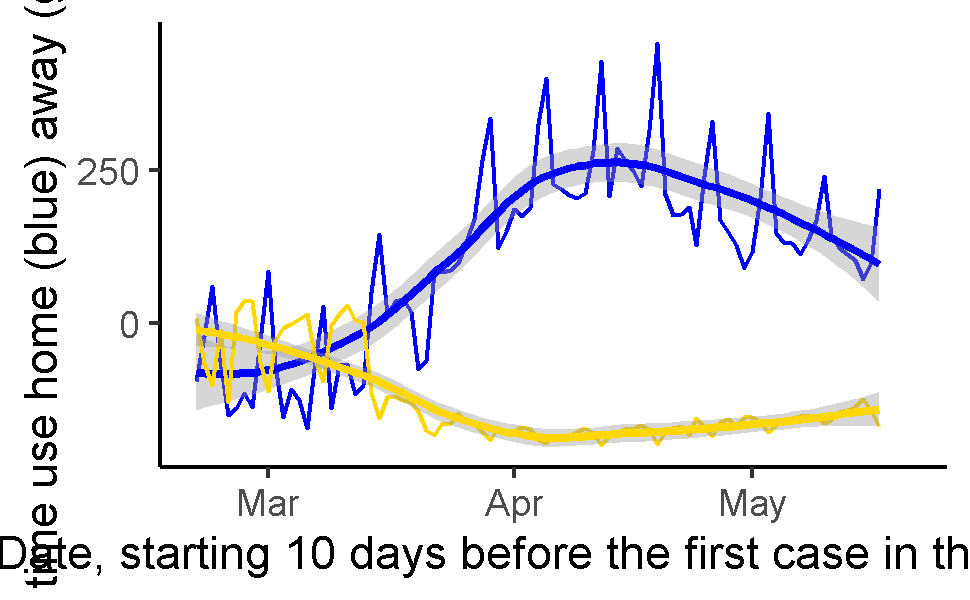 time use home (blue) away (
250
0
Mar Apr May
Date, starting 10 days before the first case in th